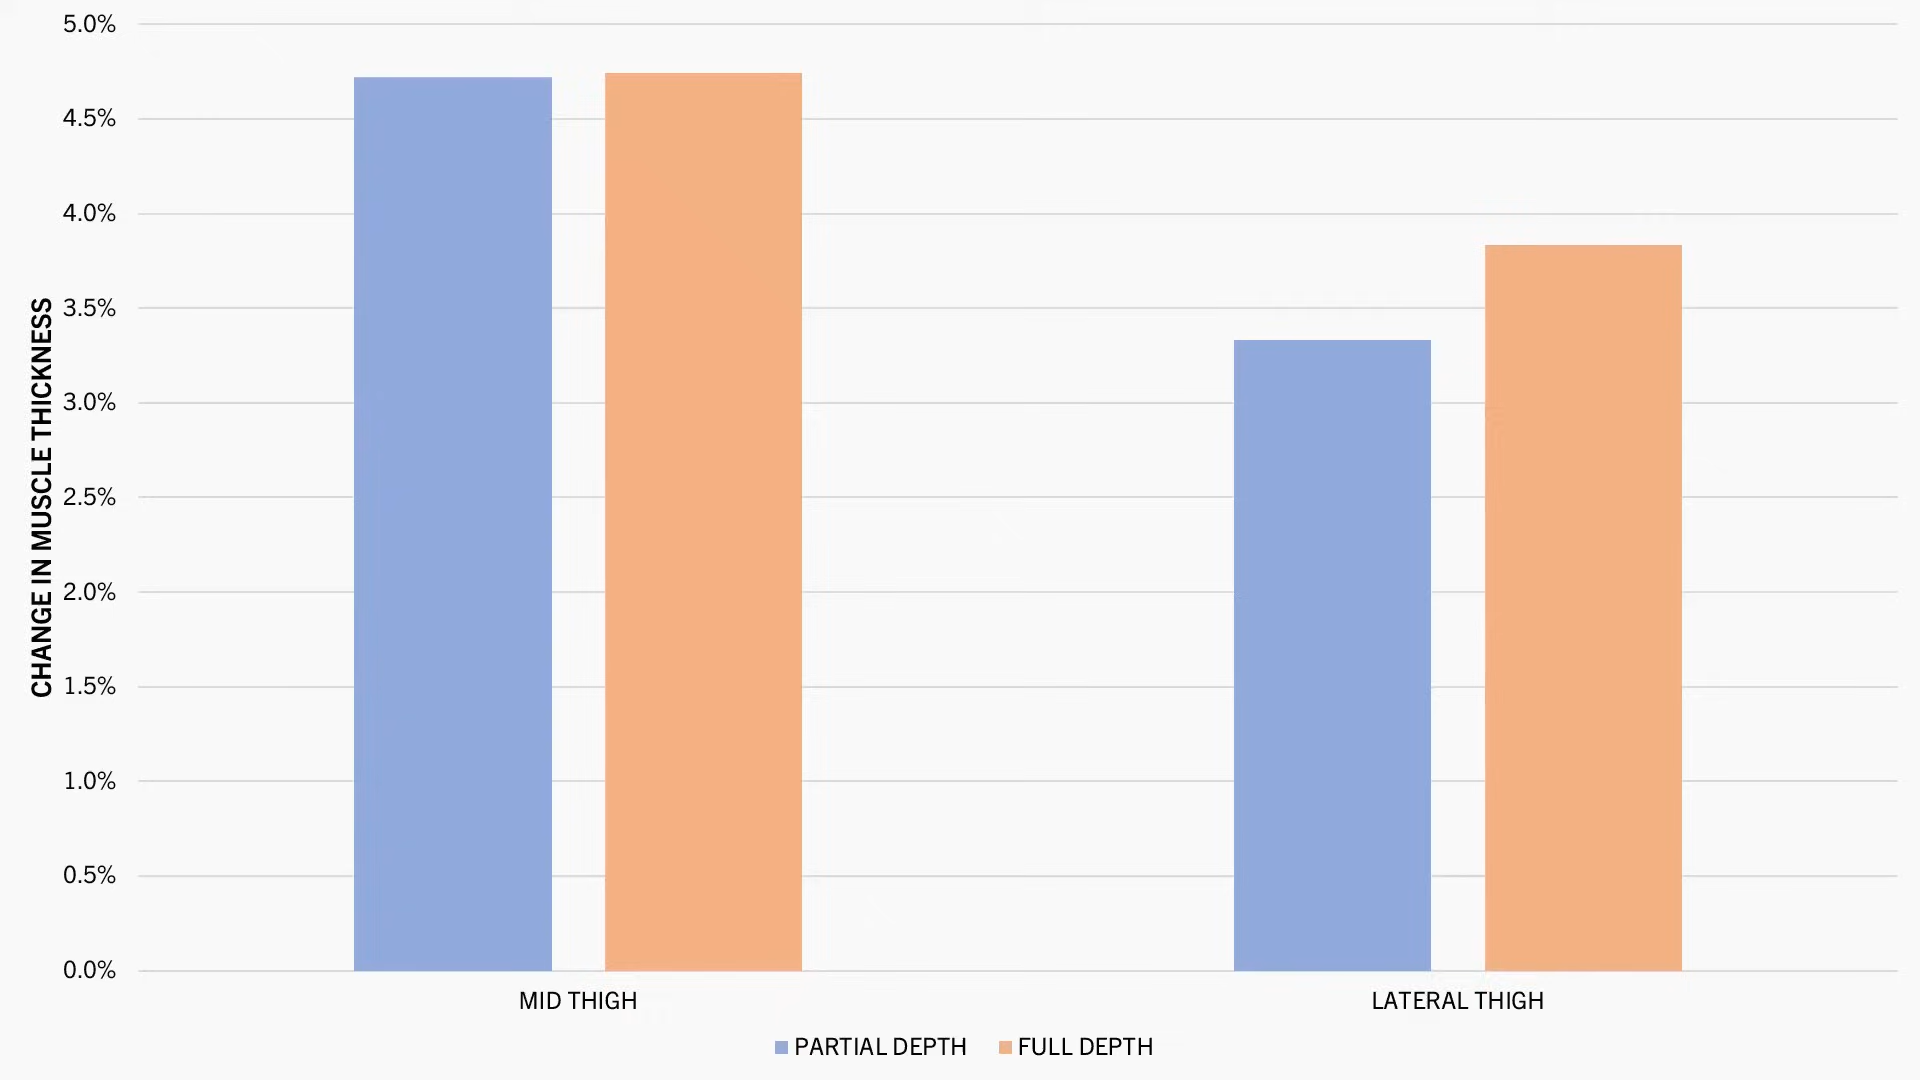 5.0%
4.5%
4.0%
3.5%
3.0%
2.5%
2.0%
1.5%
1.0%
0.5%
0.0%
CHANGE IN MUSCLE THICKNESS
MID THIGH
LATERAL THIGH
PARTIAL DEPTH
FULL DEPTH